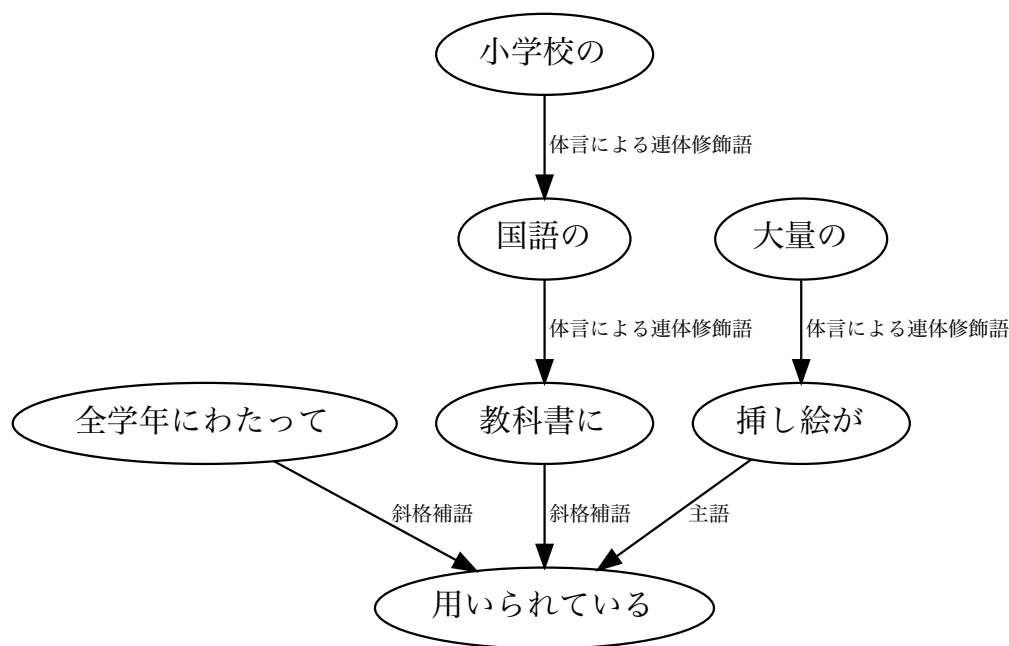 小学校の
体言による連体修飾語
国語の
大量の
体言による連体修飾語
体言による連体修飾語
全学年にわたって
教科書に
挿し絵が
斜格補語
斜格補語
主語
用いられている